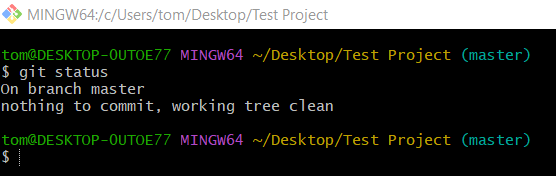 MINGW64:/c/Users/tom/Desktop/Test Project
tom@DESKTOP-OUTOE77 MINGW64 ~/Desktop/Test Project (master)
$ git status
On branch master
nothing to commit, working tree clean
tom@DESKTOP-OUTOE77 MINGW64 ~/Desktop/Test Project (master)
$